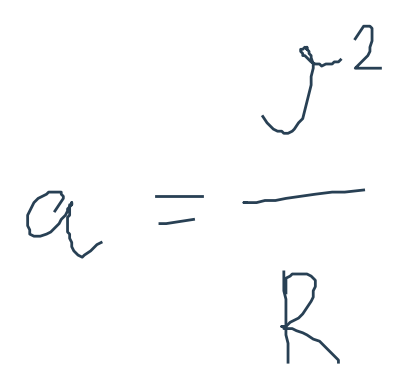 a = v²/R